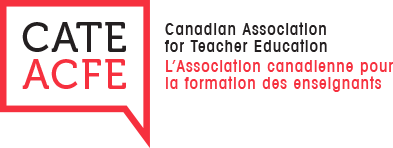 CATE
ACFE
Canadian Association
for Teacher Education
L'Association canadienne pour
la formation des enseignants